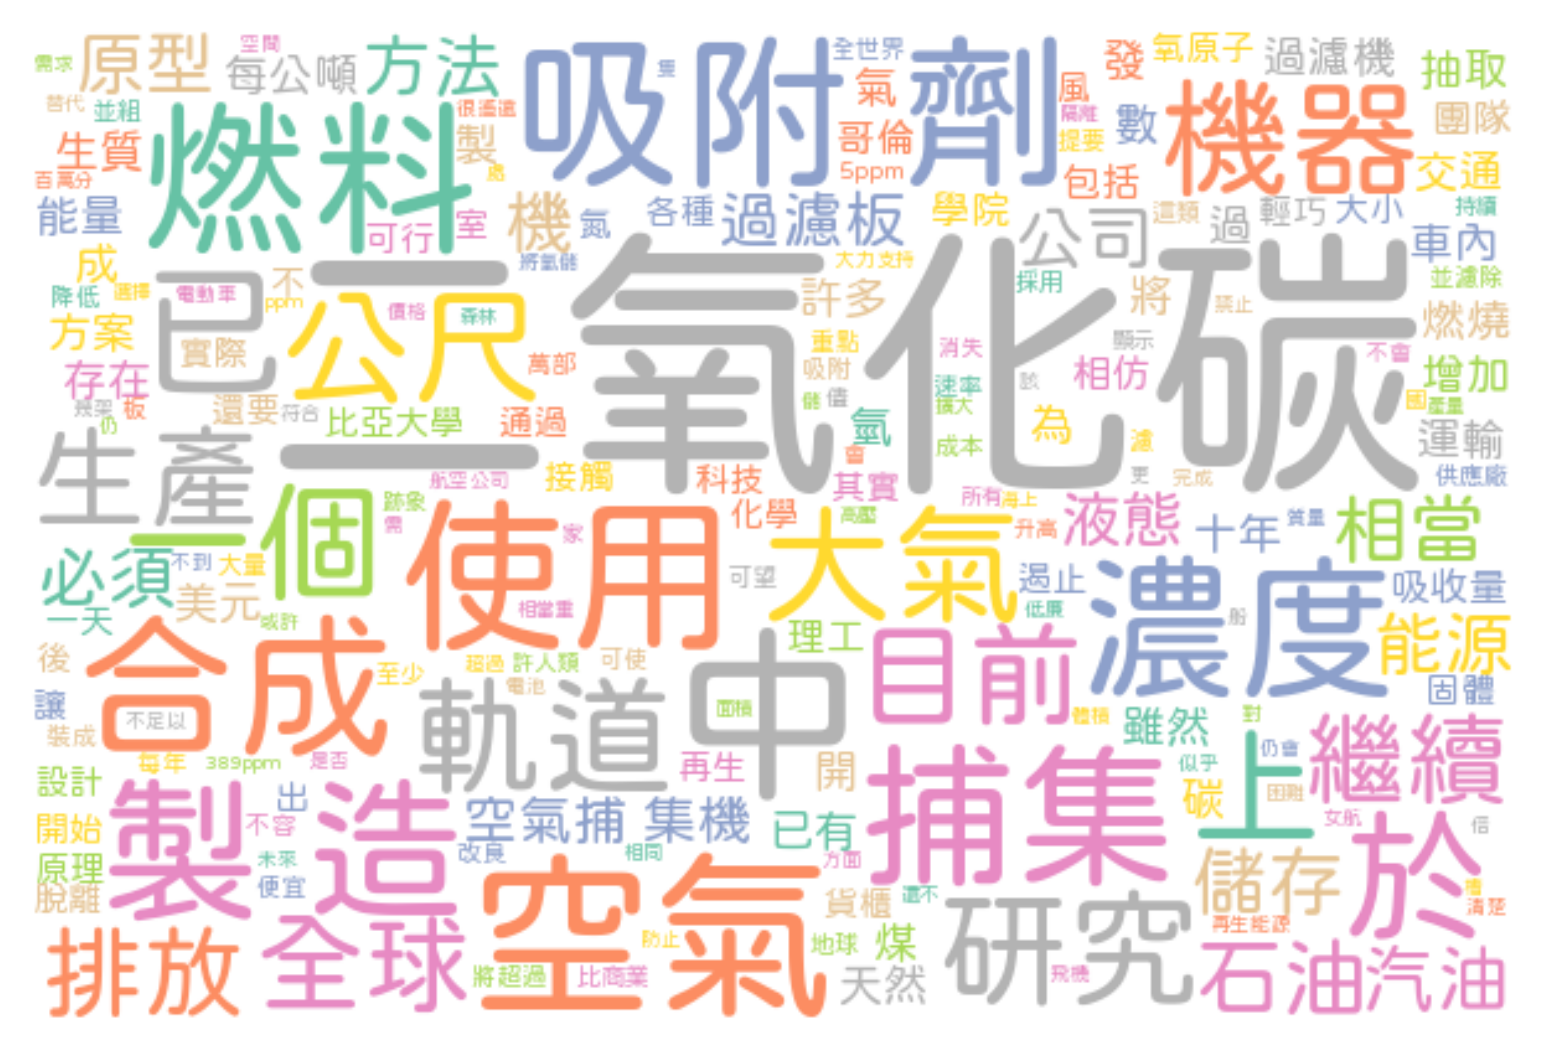 需求 原型 空間 每公噸 方法 吸附劑 隻 全世界 氣 發 氧原子 過濾機 抽取
替代 並組 燃料 很遙遠 製 哥倫 風 隔離 數 機器 團隊
生質 處 5ppm 提要 包括 交通
百萬分
能量 可行 室 機 氮 各種 過濾板 學院 公司 這類 過 輕巧 大小 持續
成 不 將氫儲 大力支持 車內
降低 選擇 電動車 ppm 二氧化碳 許多 採用 將 禁止 並濾除
方案 已 公尺 價格 森林 重點 消失 顯示 燃燒
實際 萬部 吸附 不會
存在 速率 該 相仿 增加
幾架 板 還要 符合 儲 儘 擴大 國 產量
仍 比亞大學 通過 氫 為
生產 會 成本 濾 運輸
航空公司 接觸 科技 其實 更 完成 供應廠
一個 跡象 化學 高壓 所有 海上
需 使用 家 大氣 升高 液態 十年 質量 相當
必須 不到 大量 可望 遏止 濃度 吸收量
美元 相當重 低廉 船
一天 或許 理工 目前 能源
後 合成 至少 超過 許人類 可使 中
讓 電池 軌道 固體
不足以 面積 體積 雖然 對
裝成 每年 389ppm 是否 再生 開 捕集 似乎 上 仍會 繼續
設計 製造 出 碳 困難
開始 不容 空氣捕 集機 已有 女航 於 信
原理 未來 改良 相同 方面
脫離 便宜 空氣 貨櫃 還不 研究 儲存 槽 清楚
再生能源
排放 全球 防止 地球 煤
將超過 比商業 天然 飛機 石油 汽油